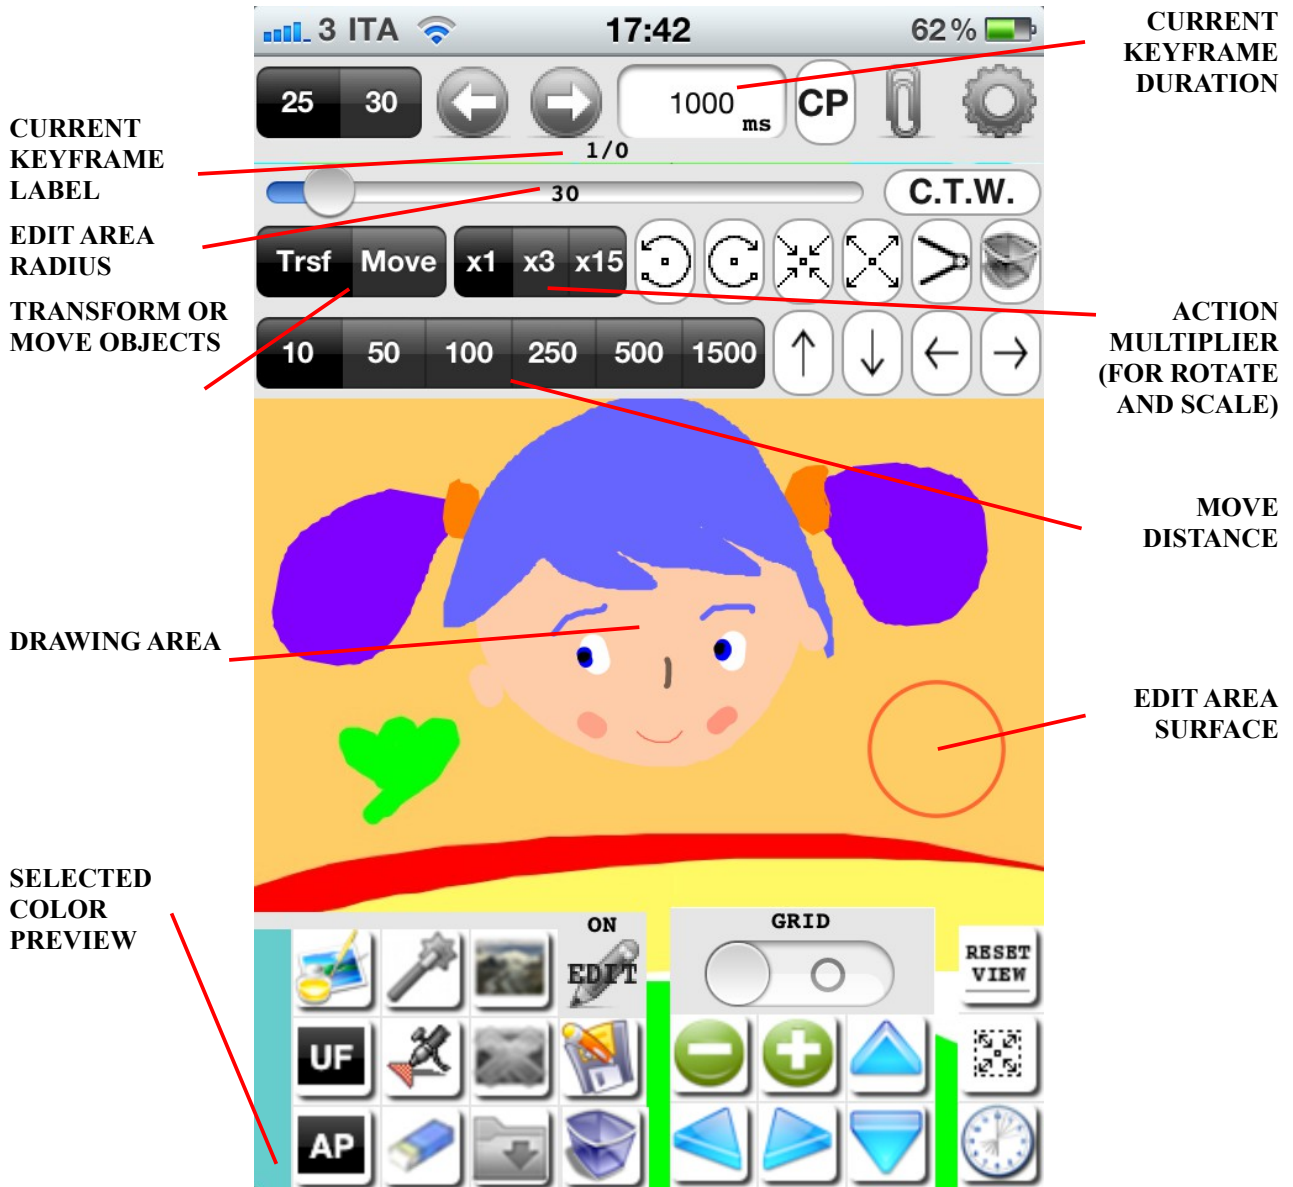 3 ITA 17:42 62%
CURRENT
KEYFRAME
DURATION
25 30 1000 ms CP
1/0
CURRENT
KEYFRAME
LABEL
30 C.T.W.
EDIT AREA
RADIUS
Trsf Move x1 x3 x15
TRANSFORM OR
MOVE OBJECTS
10 50 100 250 500 1500
ACTION
MULTIPLIER
(FOR ROTATE
AND SCALE)
MOVE
DISTANCE
DRAWING AREA
EDIT AREA
SURFACE
SELECTED
COLOR
PREVIEW
ON
EDIT
GRID
RESET
VIEW
UF
AP